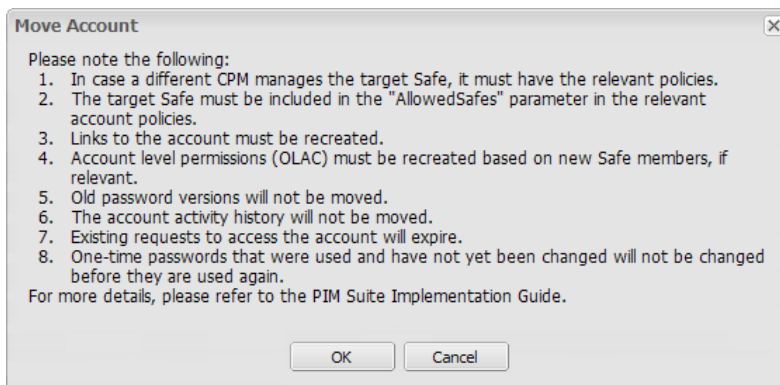 Move Account
Please note the following:
1. In case a different CPM manages the target Safe, it must have the relevant policies.
2. The target Safe must be included in the "AllowedSafes" parameter in the relevant
account policies.
3. Links to the account must be recreated.
4. Account level permissions (OLAC) must be recreated based on new Safe members, if
relevant.
5. Old password versions will not be moved.
6. The account activity history will not be moved.
7. Existing requests to access the account will expire.
8. One-time passwords that were used and have not yet been changed will not be changed
before they are used again.
For more details, please refer to the PIM Suite Implementation Guide.
OK Cancel